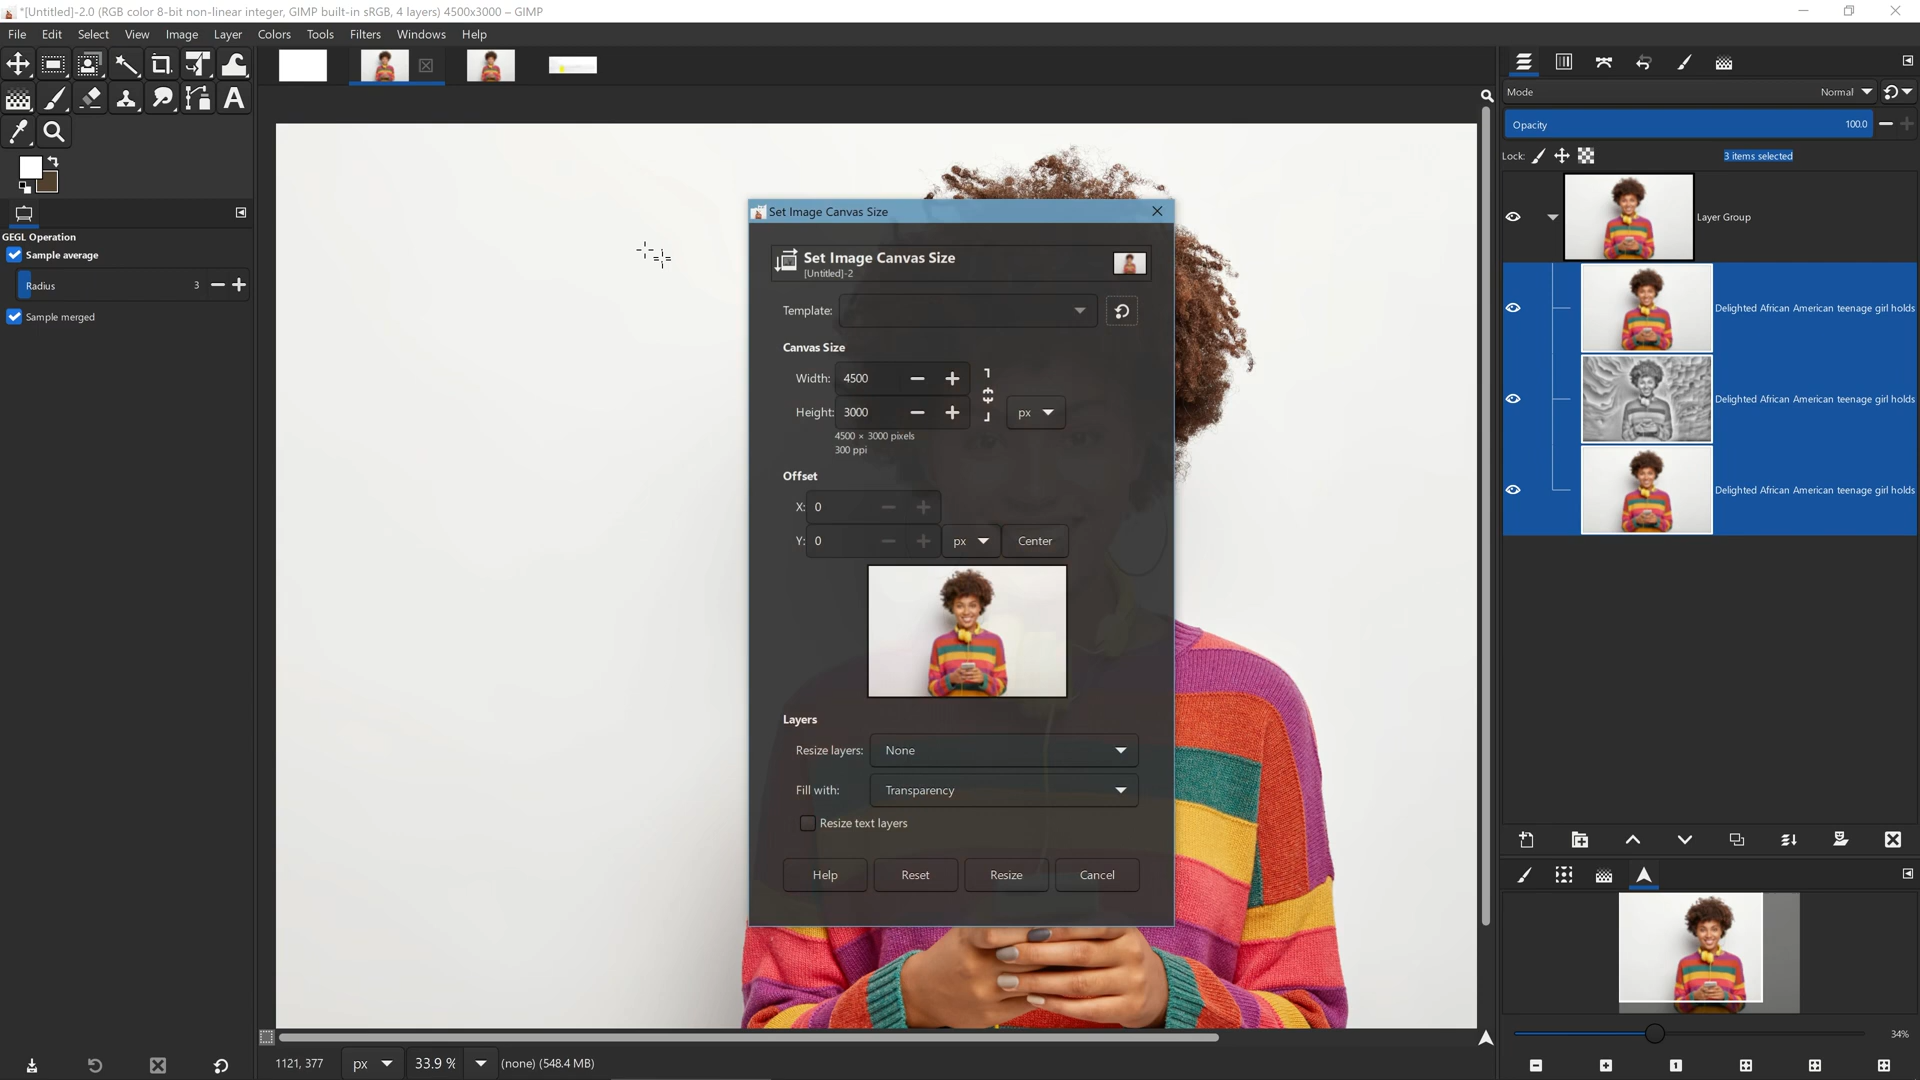 *[Untitled]-2.0 (RGB color 8-bit non-linear integer, GIMP built-in sRGB, 4 layers) 4500x3000 – GIMP
File Edit Select View Image Layer Colors Tools Filters Windows Help
Mode Normal
Opacity 100.0
Lock: 3 items selected
Layer Group
Delighted African American teenage girl holds
Delighted African American teenage girl holds
Delighted African American teenage girl holds
GEGL Operation
Sample average
Radius 3
Sample merged
Set Image Canvas Size
Set Image Canvas Size
[Untitled]-2
Template:
Canvas Size
Width: 4500
Height: 3000 px
4500 × 3000 pixels
300 ppi
Offset
X: 0
Y: 0 px Center
Layers
Resize layers: None
Fill with: Transparency
Resize text layers
Help Reset Resize Cancel
34%
1121, 377 px 33.9 % (none) (548.4 MB)